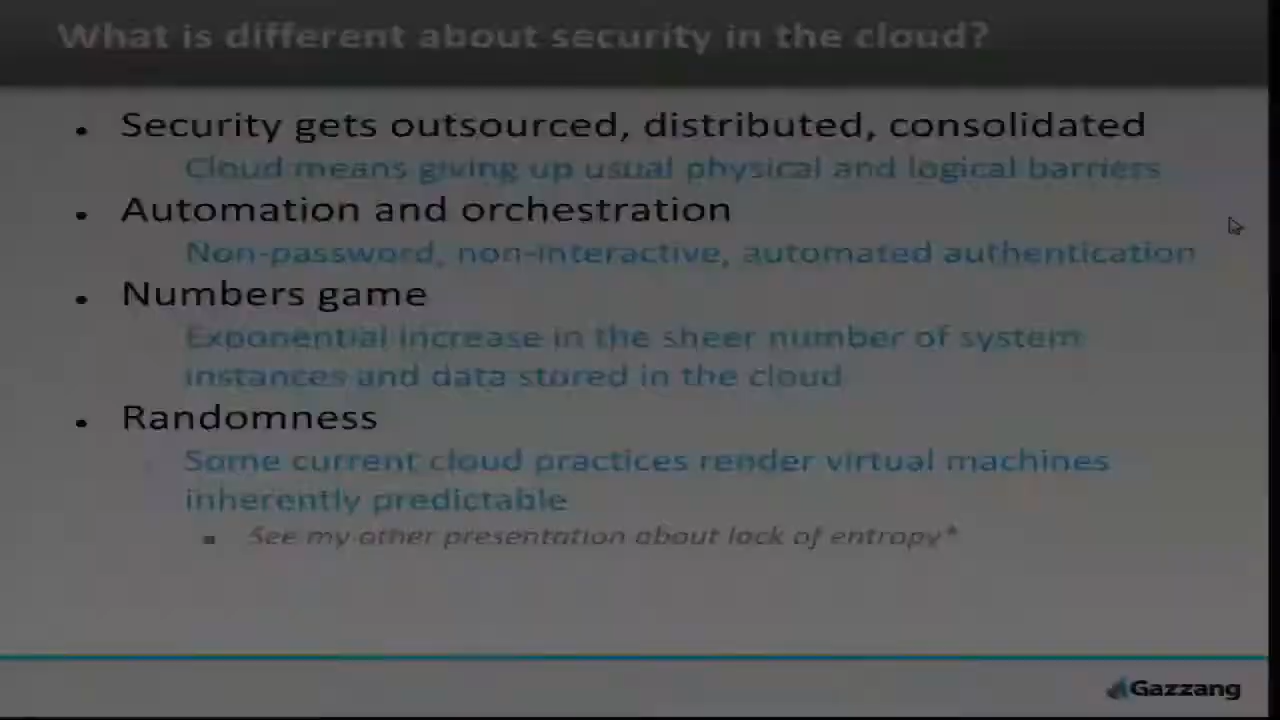 What is different about security in the cloud?
• Security gets outsourced, distributed, consolidated
Cloud means giving up usual physical and logical barriers
• Automation and orchestration
Non-password, non-interactive, automated authentication
• Numbers game
Exponential increase in the sheer number of system
instances and data stored in the cloud
• Randomness
Some current cloud practices render virtual machines
inherently predictable
▪ See my other presentation about lack of entropy*
Gazzang